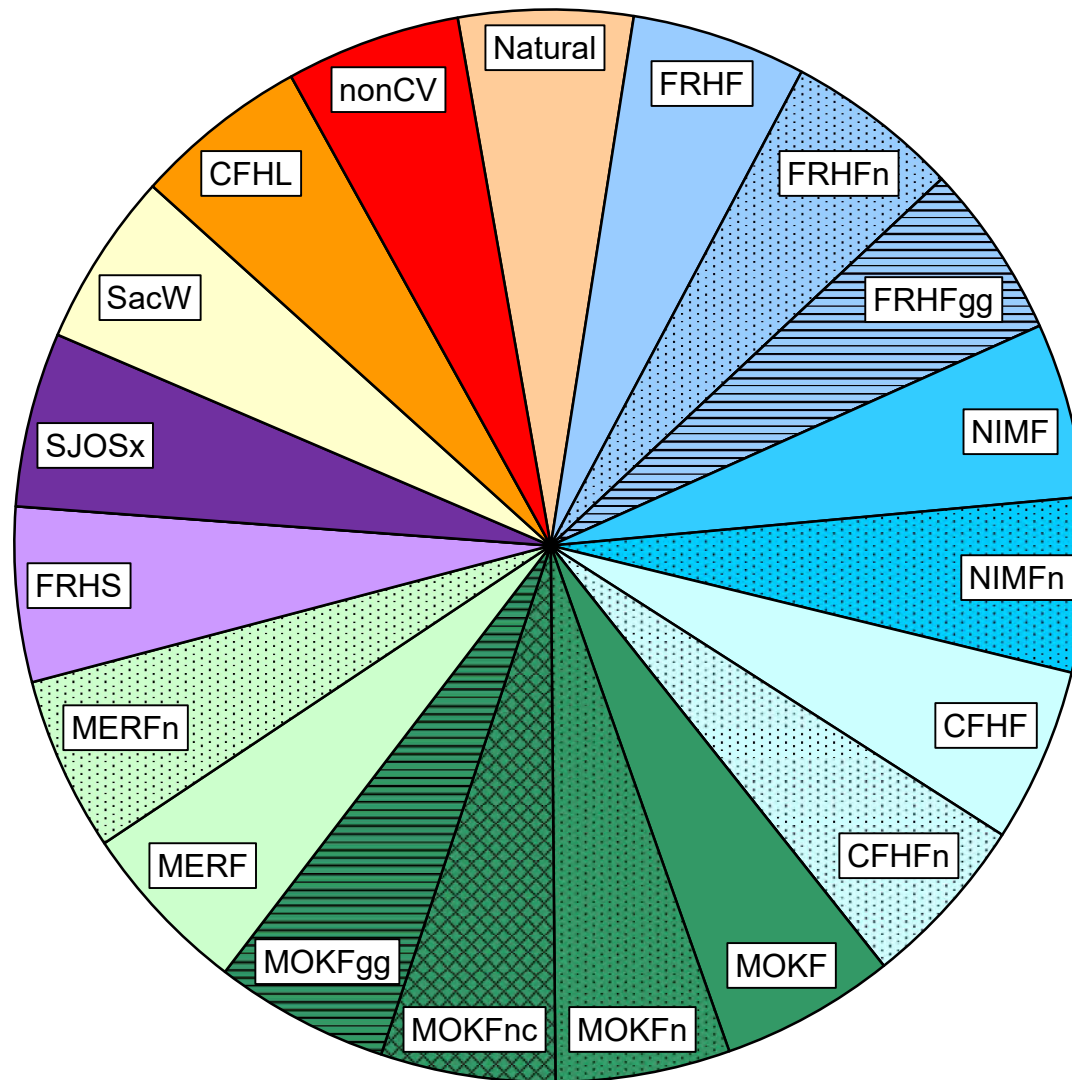 Natural
FRHF
FRHFn
FRHFgg
NIMF
NIMFn
CFHF
CFHFn
MOKF
MOKFn
MOKFnc
MOKFgg
MERF
MERFn
FRHS
SJOSx
SacW
CFHL
nonCV